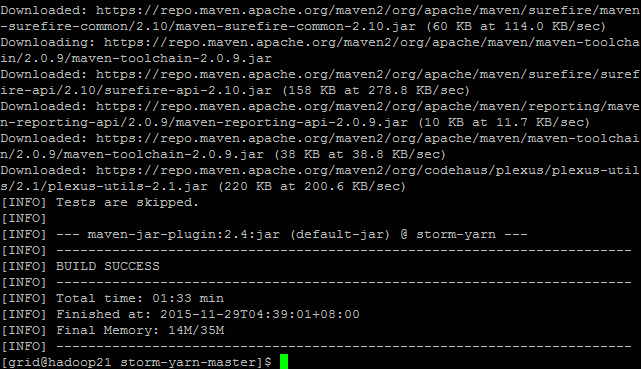 Downloaded: https://repo.maven.apache.org/maven2/org/apache/maven/surefire/maven
-surefire-common/2.10/maven-surefire-common-2.10.jar (60 KB at 114.0 KB/sec)
Downloading: https://repo.maven.apache.org/maven2/org/apache/maven/maven-toolcha
in/2.0.9/maven-toolchain-2.0.9.jar
Downloaded: https://repo.maven.apache.org/maven2/org/apache/maven/surefire/suref
ire-api/2.10/surefire-api-2.10.jar (158 KB at 278.8 KB/sec)
Downloaded: https://repo.maven.apache.org/maven2/org/apache/maven/reporting/mave
n-reporting-api/2.0.9/maven-reporting-api-2.0.9.jar (10 KB at 11.7 KB/sec)
Downloaded: https://repo.maven.apache.org/maven2/org/apache/maven/maven-toolchai
n/2.0.9/maven-toolchain-2.0.9.jar (38 KB at 38.8 KB/sec)
Downloaded: https://repo.maven.apache.org/maven2/org/codehaus/plexus/plexus-util
s/2.1/plexus-utils-2.1.jar (220 KB at 200.6 KB/sec)
[INFO] Tests are skipped.
[INFO]
[INFO] --- maven-jar-plugin:2.4:jar (default-jar) @ storm-yarn ---
[INFO] ------------------------------------------------------------------------
[INFO] BUILD SUCCESS
[INFO] ------------------------------------------------------------------------
[INFO] Total time: 01:33 min
[INFO] Finished at: 2015-11-29T04:39:01+08:00
[INFO] Final Memory: 14M/35M
[INFO] ------------------------------------------------------------------------
[grid@hadoop21 storm-yarn-master]$